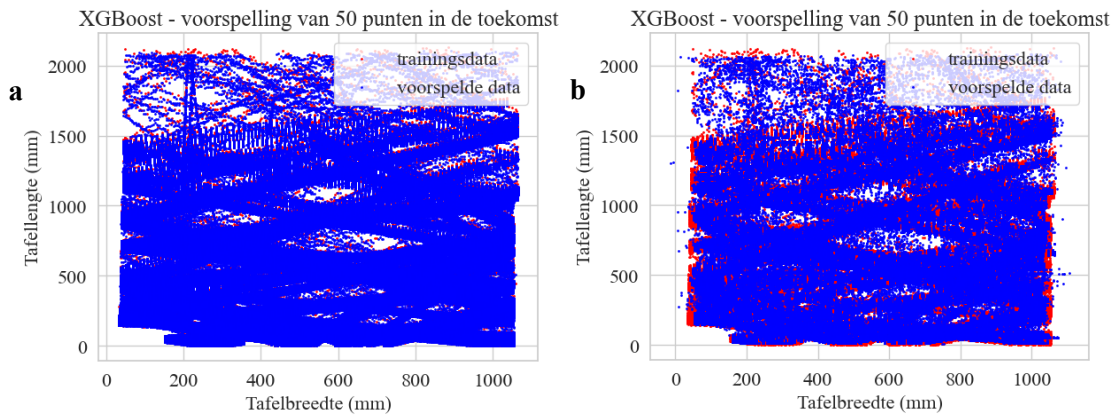 XGBoost - voorspelling van 50 punten in de toekomst
a
trainingsdata
voorspelde data
2000
1500
1000
500
0
Tafellengte (mm)
0 200 400 600 800 1000
Tafelbreedte (mm)
XGBoost - voorspelling van 50 punten in de toekomst
b
trainingsdata
voorspelde data
2000
1500
1000
500
0
Tafellengte (mm)
0 200 400 600 800 1000
Tafelbreedte (mm)